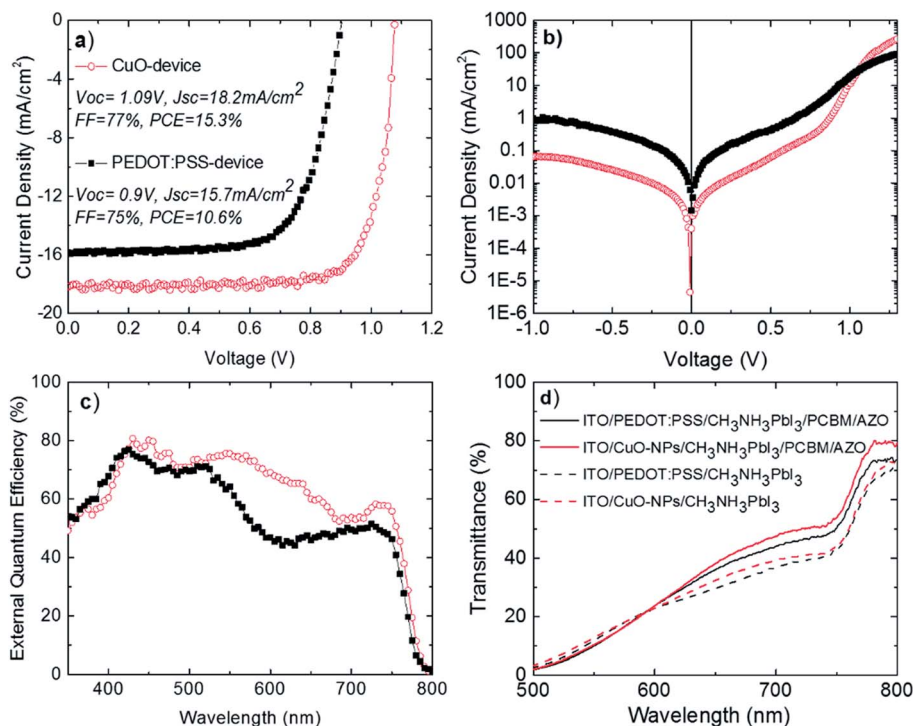 a)
CuO-device
Voc= 1.09V, Jsc=18.2mA/cm²
FF=77%, PCE=15.3%
PEDOT:PSS-device
Voc= 0.9V, Jsc=15.7mA/cm²
FF=75%, PCE=10.6%
Current Density (mA/cm²)
0
-4
-8
-12
-16
-20
0.0 0.2 0.4 0.6 0.8 1.0 1.2
Voltage (V)
b)
Current Density (mA/cm²)
1000
100
10
1
0.1
0.01
1E-3
1E-4
1E-5
1E-6
-1.0 -0.5 0.0 0.5 1.0
Voltage (V)
c)
External Quantum Efficiency (%)
100
80
60
40
20
0
400 500 600 700 800
Wavelength (nm)
d)
ITO/PEDOT:PSS/CH₃NH₃PbI₃/PCBM/AZO
ITO/CuO-NPs/CH₃NH₃PbI₃/PCBM/AZO
ITO/PEDOT:PSS/CH₃NH₃PbI₃
ITO/CuO-NPs/CH₃NH₃PbI₃
Transmittance (%)
100
80
60
40
20
0
500 600 700 800
Wavelength (nm)